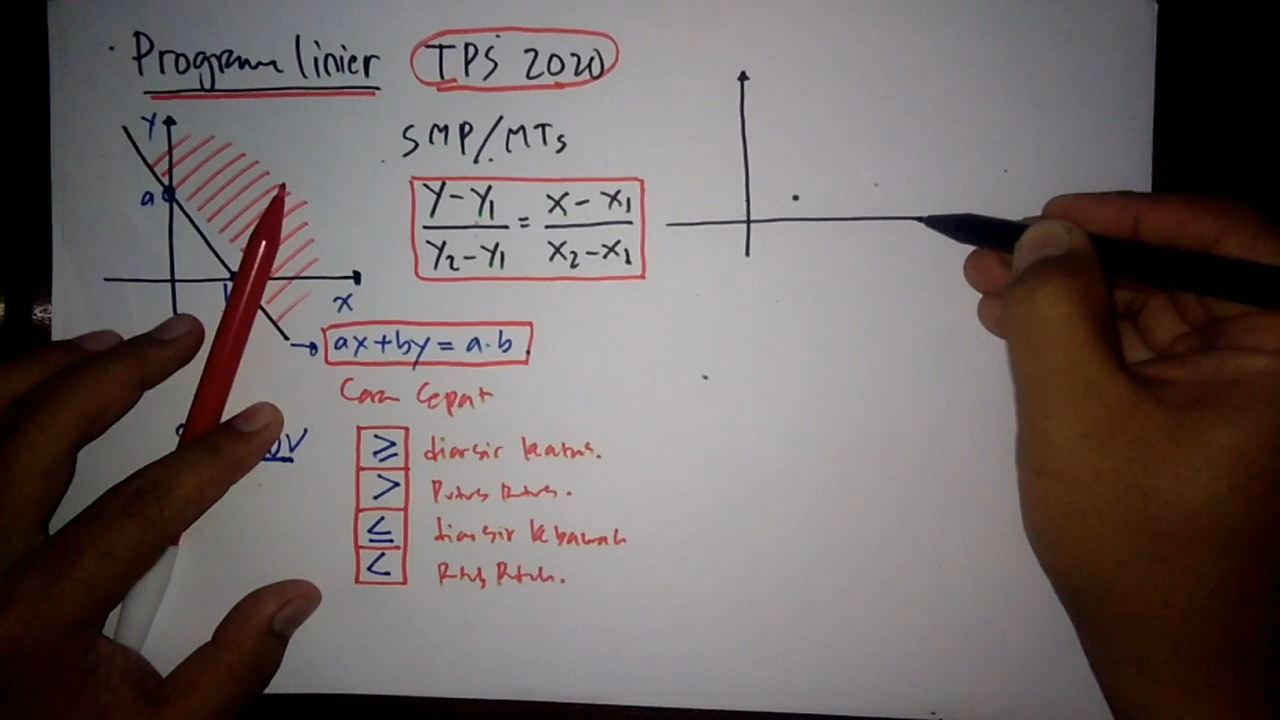 Program linier TPS 2020
y
a
x
SMP/MTs
y-y₁/y₂-y₁ = x-x₁/x₂-x₁
ax+by = a.b
Cara Cepat
≥ diarsir keatas.
> Putus Putus.
≤ diarsir kebawah
< Putus Putus.